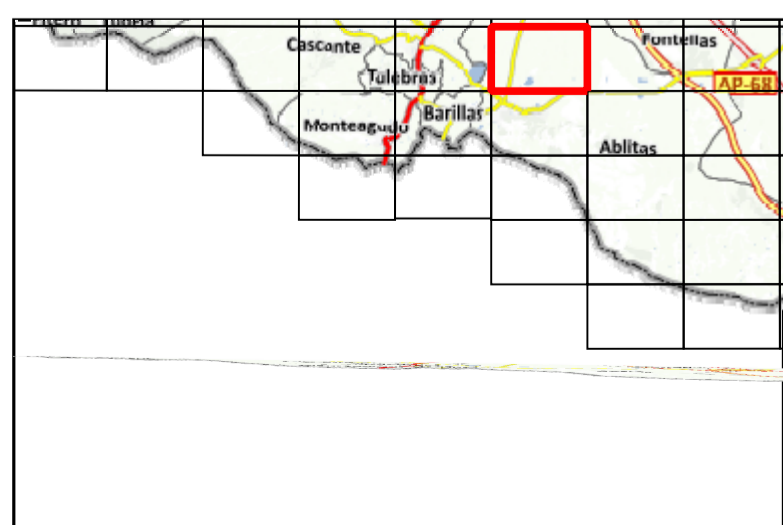 Cascante
Fontellas
Tulebras
AP-68
Barillas
Monteagudo
Ablitas